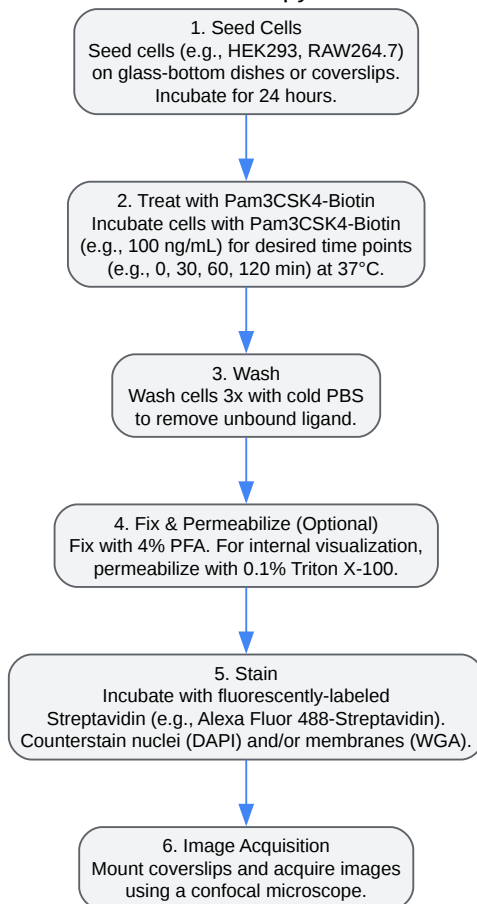 1. Seed Cells
Seed cells (e.g., HEK293, RAW264.7)
on glass-bottom dishes or coverslips.
Incubate for 24 hours.
2. Treat with Pam3CSK4-Biotin
Incubate cells with Pam3CSK4-Biotin
(e.g., 100 ng/mL) for desired time points
(e.g., 0, 30, 60, 120 min) at 37°C.
3. Wash
Wash cells 3x with cold PBS
to remove unbound ligand.
4. Fix & Permeabilize (Optional)
Fix with 4% PFA. For internal visualization,
permeabilize with 0.1% Triton X-100.
5. Stain
Incubate with fluorescently-labeled
Streptavidin (e.g., Alexa Fluor 488-Streptavidin).
Counterstain nuclei (DAPI) and/or membranes (WGA).
6. Image Acquisition
Mount coverslips and acquire images
using a confocal microscope.